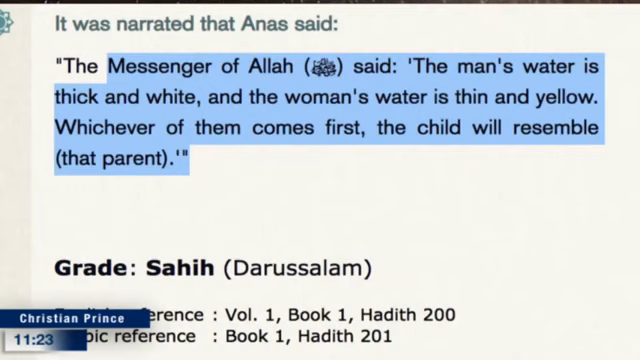 It was narrated that Anas said:
"The Messenger of Allah (ﷺ) said: 'The man's water is
thick and white, and the woman's water is thin and yellow.
Whichever of them comes first, the child will resemble
(that parent).'"
Grade: Sahih (Darussalam)
reference : Vol. 1, Book 1, Hadith 200
reference : Book 1, Hadith 201
Christian Prince
11:23